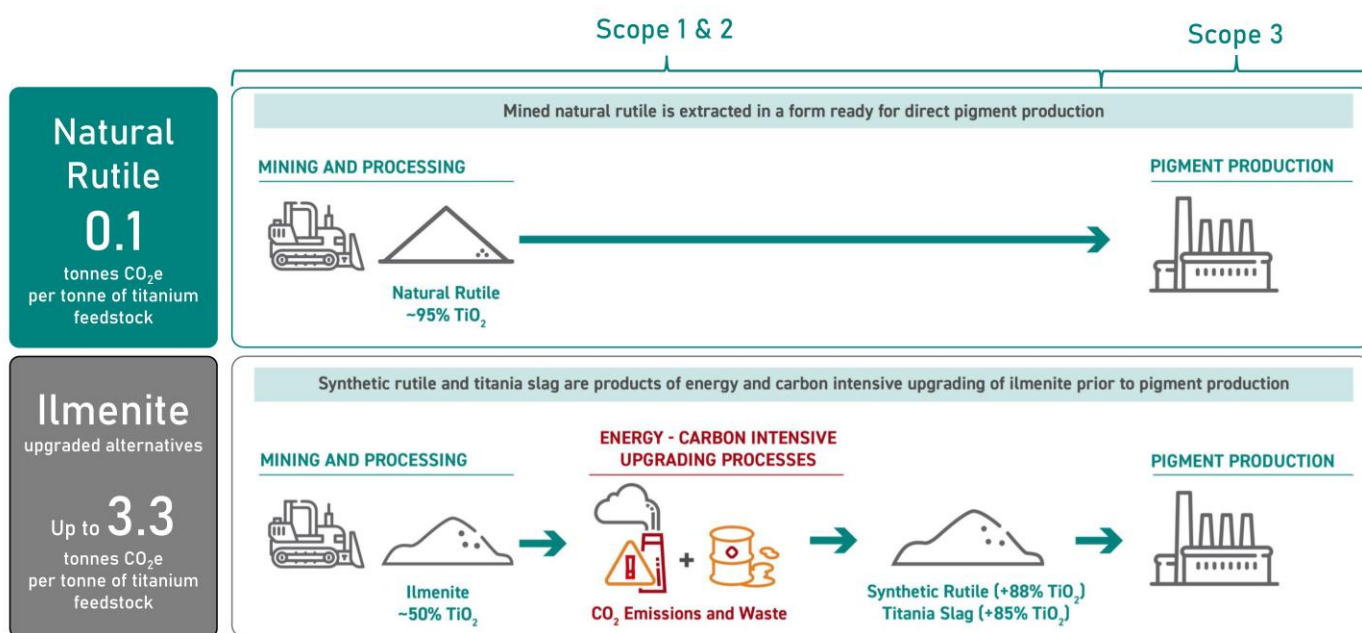 Scope 1 & 2
Scope 3
Natural
Rutile
0.1
tonnes CO₂e
per tonne of titanium
feedstock
Mined natural rutile is extracted in a form ready for direct pigment production
MINING AND PROCESSING
PIGMENT PRODUCTION
Natural Rutile
~95% TiO₂
Ilmenite
upgraded alternatives
Up to 3.3
tonnes CO₂e
per tonne of titanium
feedstock
Synthetic rutile and titania slag are products of energy and carbon intensive upgrading of ilmenite prior to pigment production
MINING AND PROCESSING
ENERGY - CARBON INTENSIVE
UPGRADING PROCESSES
PIGMENT PRODUCTION
+
Ilmenite
~50% TiO₂
CO₂ Emissions and Waste
Synthetic Rutile (+88% TiO₂)
Titania Slag (+85% TiO₂)